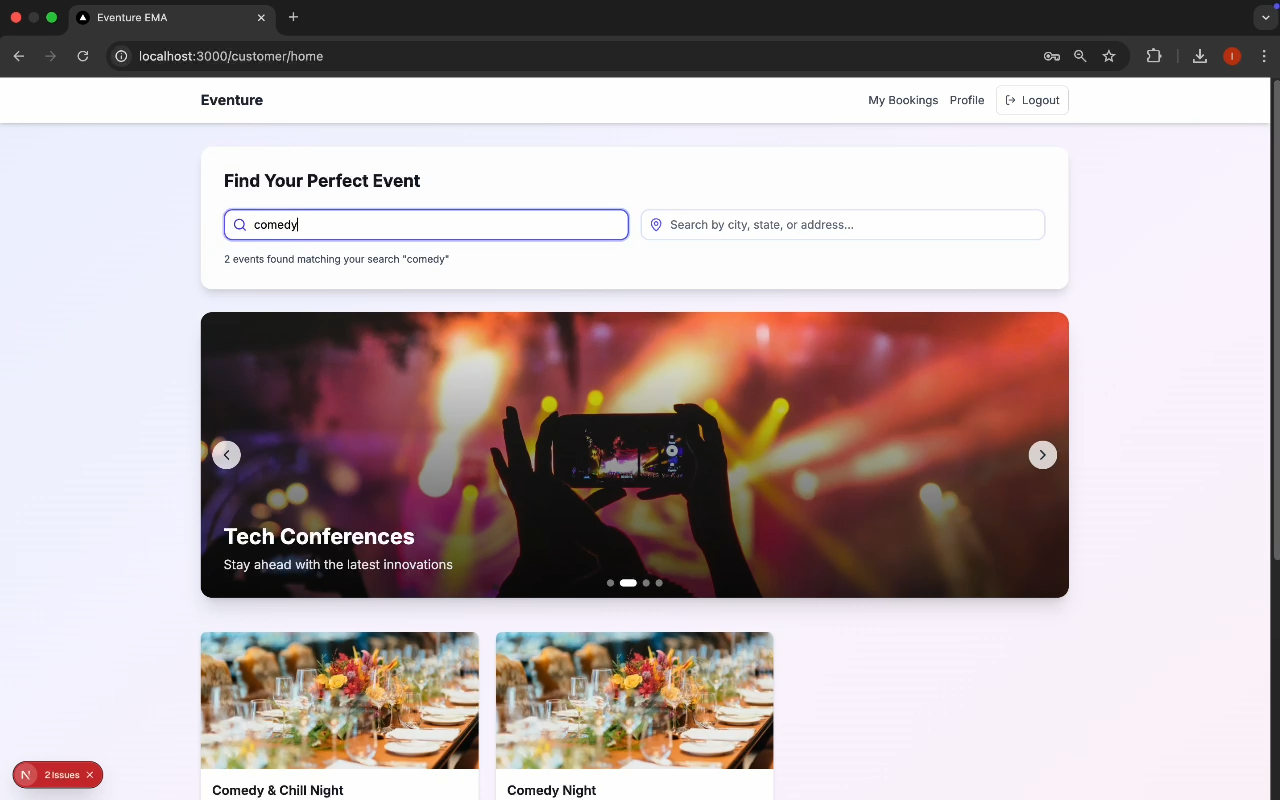 Eventure EMA
localhost:3000/customer/home
Eventure
My Bookings
Profile
Logout
Find Your Perfect Event
comedy
Search by city, state, or address...
2 events found matching your search "comedy"
Tech Conferences
Stay ahead with the latest innovations
Comedy & Chill Night
Comedy Night
N
2 Issues
I